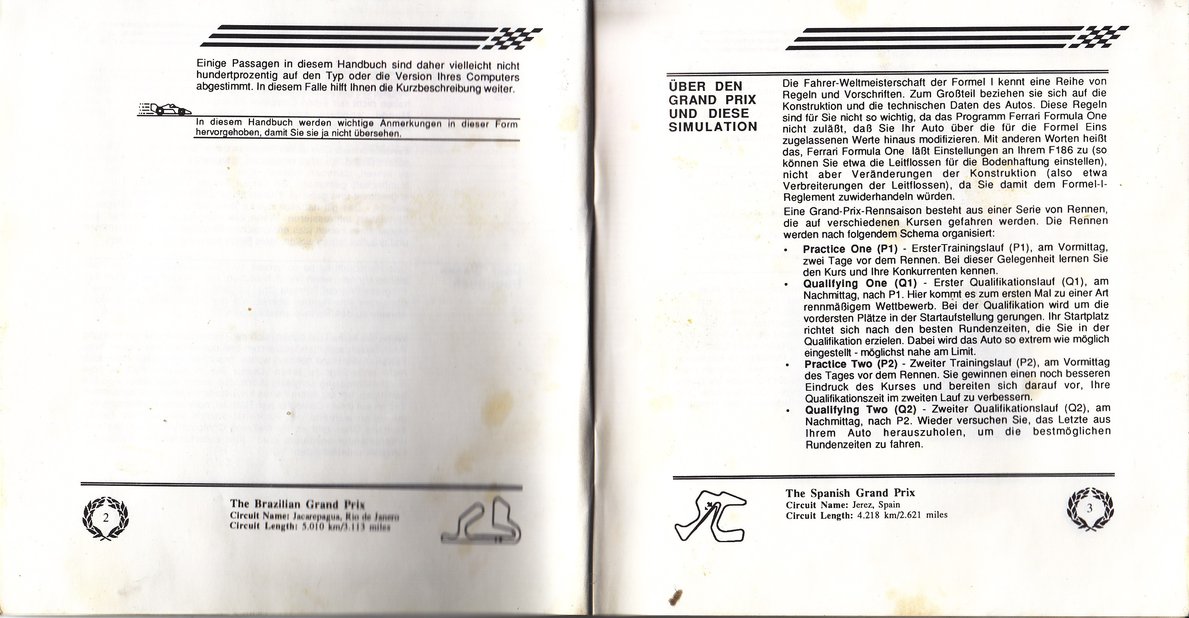 Einige Passagen in diesem Handbuch sind daher vielleicht nicht
hundertprozentig auf den Typ oder die Version Ihres Computers
abgestimmt. In diesem Falle hilft Ihnen die Kurzbeschreibung weiter.
In diesem Handbuch werden wichtige Anmerkungen in dieser Form
hervorgehoben, damit Sie sie ja nicht übersehen.
2
The Brazilian Grand Prix
Circuit Name: Jacarepagua, Rio de Janero
Circuit Length: 5.010 km/3.113 miles
ÜBER DEN
GRAND PRIX
UND DIESE
SIMULATION
Die Fahrer-Weltmeisterschaft der Formel I kennt eine Reihe von
Regeln und Vorschriften. Zum Großteil beziehen sie sich auf die
Konstruktion und die technischen Daten des Autos. Diese Regeln
sind für Sie nicht so wichtig, da das Programm Ferrari Formula One
nicht zuläßt, daß Sie Ihr Auto über die für die Formel Eins
zugelassenen Werte hinaus modifizieren. Mit anderen Worten heißt
das, Ferrari Formula One läßt Einstellungen an Ihrem F186 zu (so
können Sie etwa die Leitflossen für die Bodenhaftung einstellen),
nicht aber Veränderungen der Konstruktion (also etwa
Verbreiterungen der Leitflossen), da Sie damit dem Formel-I-
Reglement zuwiderhandeln würden.
Eine Grand-Prix-Rennsaison besteht aus einer Serie von Rennen,
die auf verschiedenen Kursen gefahren werden. Die Rennen
werden nach folgendem Schema organisiert:
• Practice One (P1) - ErsterTrainingslauf (P1), am Vormittag,
zwei Tage vor dem Rennen. Bei dieser Gelegenheit lernen Sie
den Kurs und Ihre Konkurrenten kennen.
• Qualifying One (Q1) - Erster Qualifikationslauf (Q1), am
Nachmittag, nach P1. Hier kommt es zum ersten Mal zu einer Art
rennmäßigem Wettbewerb. Bei der Qualifikation wird um die
vordersten Plätze in der Startaufstellung gerungen. Ihr Startplatz
richtet sich nach den besten Rundenzeiten, die Sie in der
Qualifikation erzielen. Dabei wird das Auto so extrem wie möglich
eingestellt - möglichst nahe am Limit.
• Practice Two (P2) - Zweiter Trainingslauf (P2), am Vormittag
des Tages vor dem Rennen. Sie gewinnen einen noch besseren
Eindruck des Kurses und bereiten sich darauf vor, Ihre
Qualifikationszeit im zweiten Lauf zu verbessern.
• Qualifying Two (Q2) - Zweiter Qualifikationslauf (Q2), am
Nachmittag, nach P2. Wieder versuchen Sie, das Letzte aus
Ihrem Auto herauszuholen, um die bestmöglichen
Rundenzeiten zu fahren.
The Spanish Grand Prix
Circuit Name: Jerez, Spain
Circuit Length: 4.218 km/2.621 miles
3